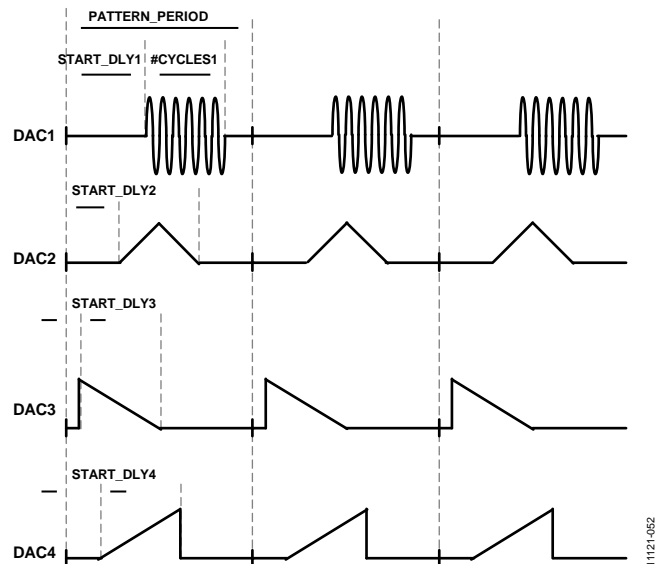 PATTERN_PERIOD
START_DLY1 #CYCLES1
DAC1
START_DLY2
DAC2
START_DLY3
DAC3
START_DLY4
DAC4
11121-052